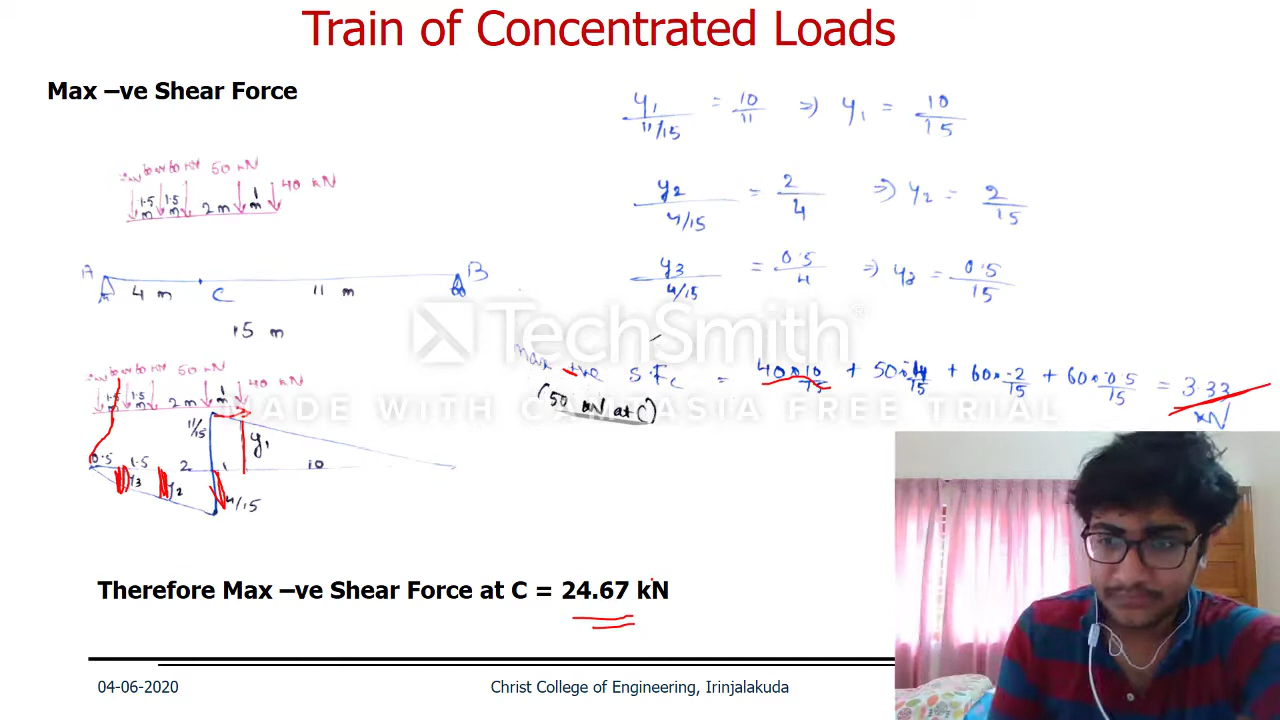 Train of Concentrated Loads
Max –ve Shear Force
y1 / 11/15 = 10/11 ⇒ y1 = 10/15
50 kN
40 kN
1.5 m 1.5 m 2 m 1 m
y2 / 4/15 = 2/4 ⇒ y2 = 2/15
y3 / 4/15 = 0.5/4 ⇒ y3 = 0.5/15
A B
4 m C 11 m
15 m
TechSmith®
MADE WITH CAMTASIA FREE TRIAL
50 kN
40 kN
2 m 1 m
max -ve S.Fc = 40×10/15 + 50×-4/15 + 60×-2/15 + 60×-0.5/15 = 3.33 kN
(50 kN at C)
11/15 y1
0.5 1.5 2 1 10
y3 y2 4/15
Therefore Max –ve Shear Force at C = 24.67 kN
04-06-2020
Christ College of Engineering, Irinjalakuda